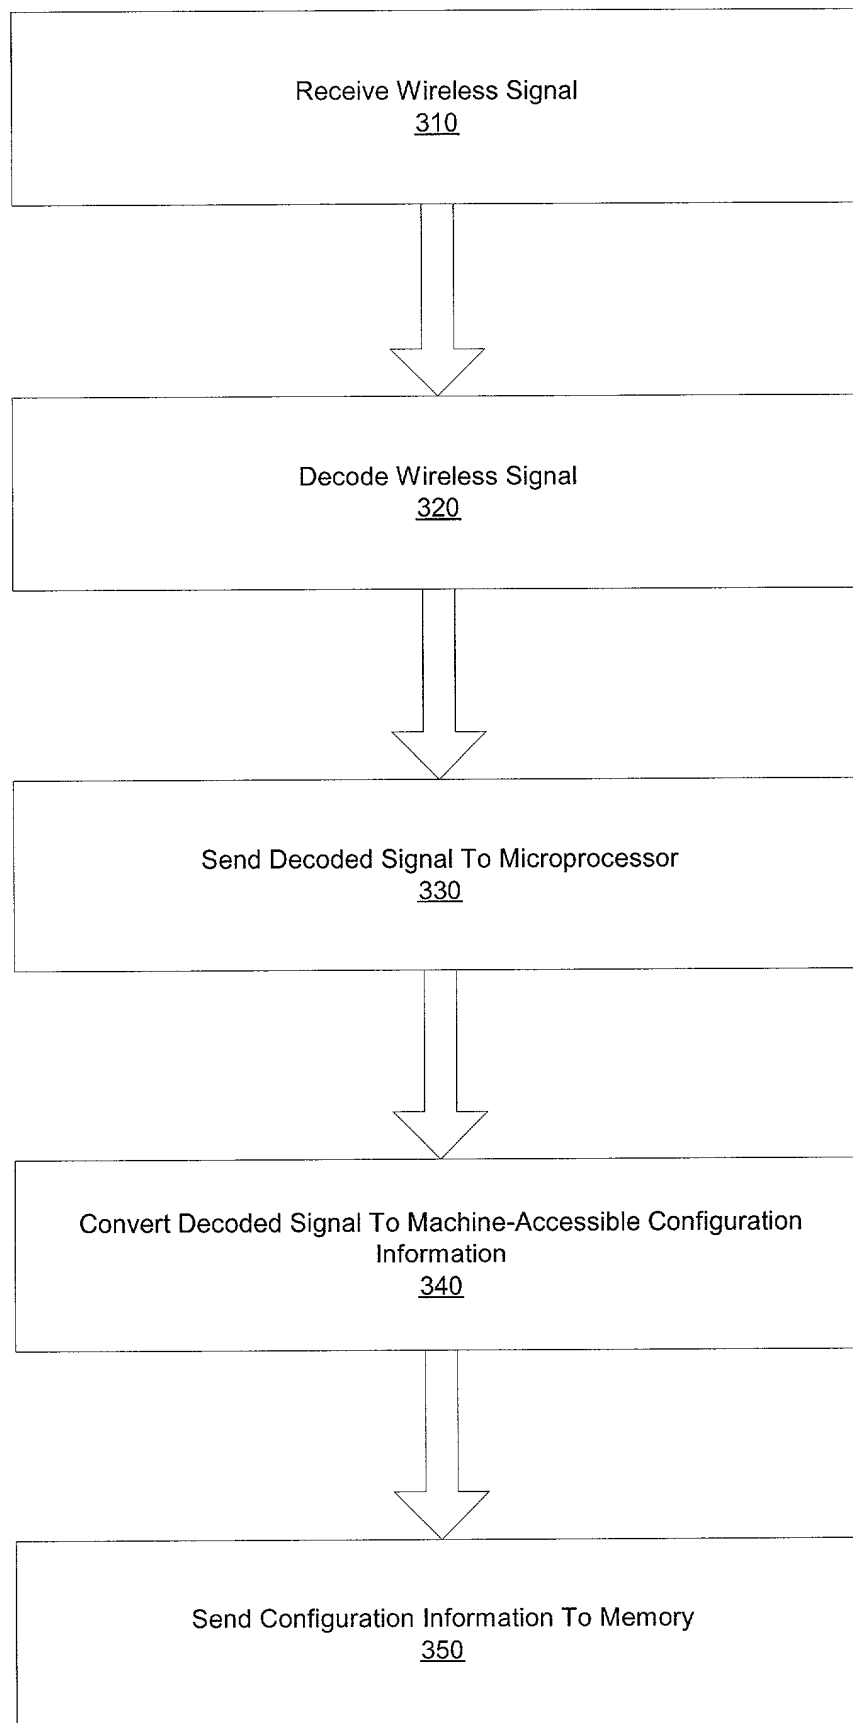 Receive Wireless Signal
310
Decode Wireless Signal
320
Send Decoded Signal To Microprocessor
330
Convert Decoded Signal To Machine-Accessible Configuration
Information
340
Send Configuration Information To Memory
350